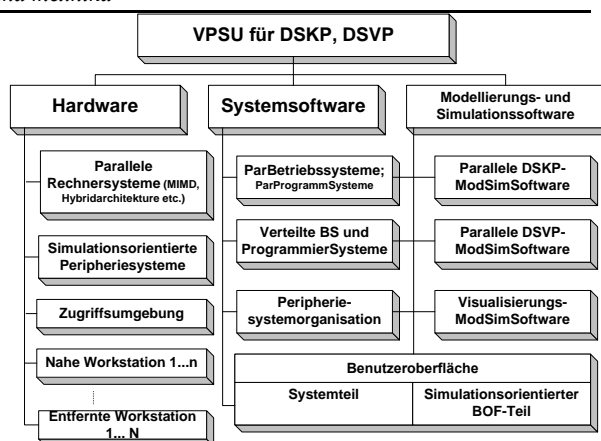 VPSU für DSKP, DSVP
Hardware
Systemsoftware
Modellierungs- und
Simulationssoftware
Parallele
Rechnersysteme (MIMD,
Hybridarchitekture etc.)
Simulationsorientierte
Peripheriesysteme
Zugriffsumgebung
Nahe Workstation 1...n
Entfernte Workstation
1... N
ParBetriebssysteme;
ParProgrammSysteme
Verteilte BS und
ProgrammierSysteme
Peripherie-
systemorganisation
Parallele DSKP-
ModSimSoftware
Parallele DSVP-
ModSimSoftware
Visualisierungs-
ModSimSoftware
Benutzeroberfläche
Systemteil
Simulationsorientierter
BOF-Teil